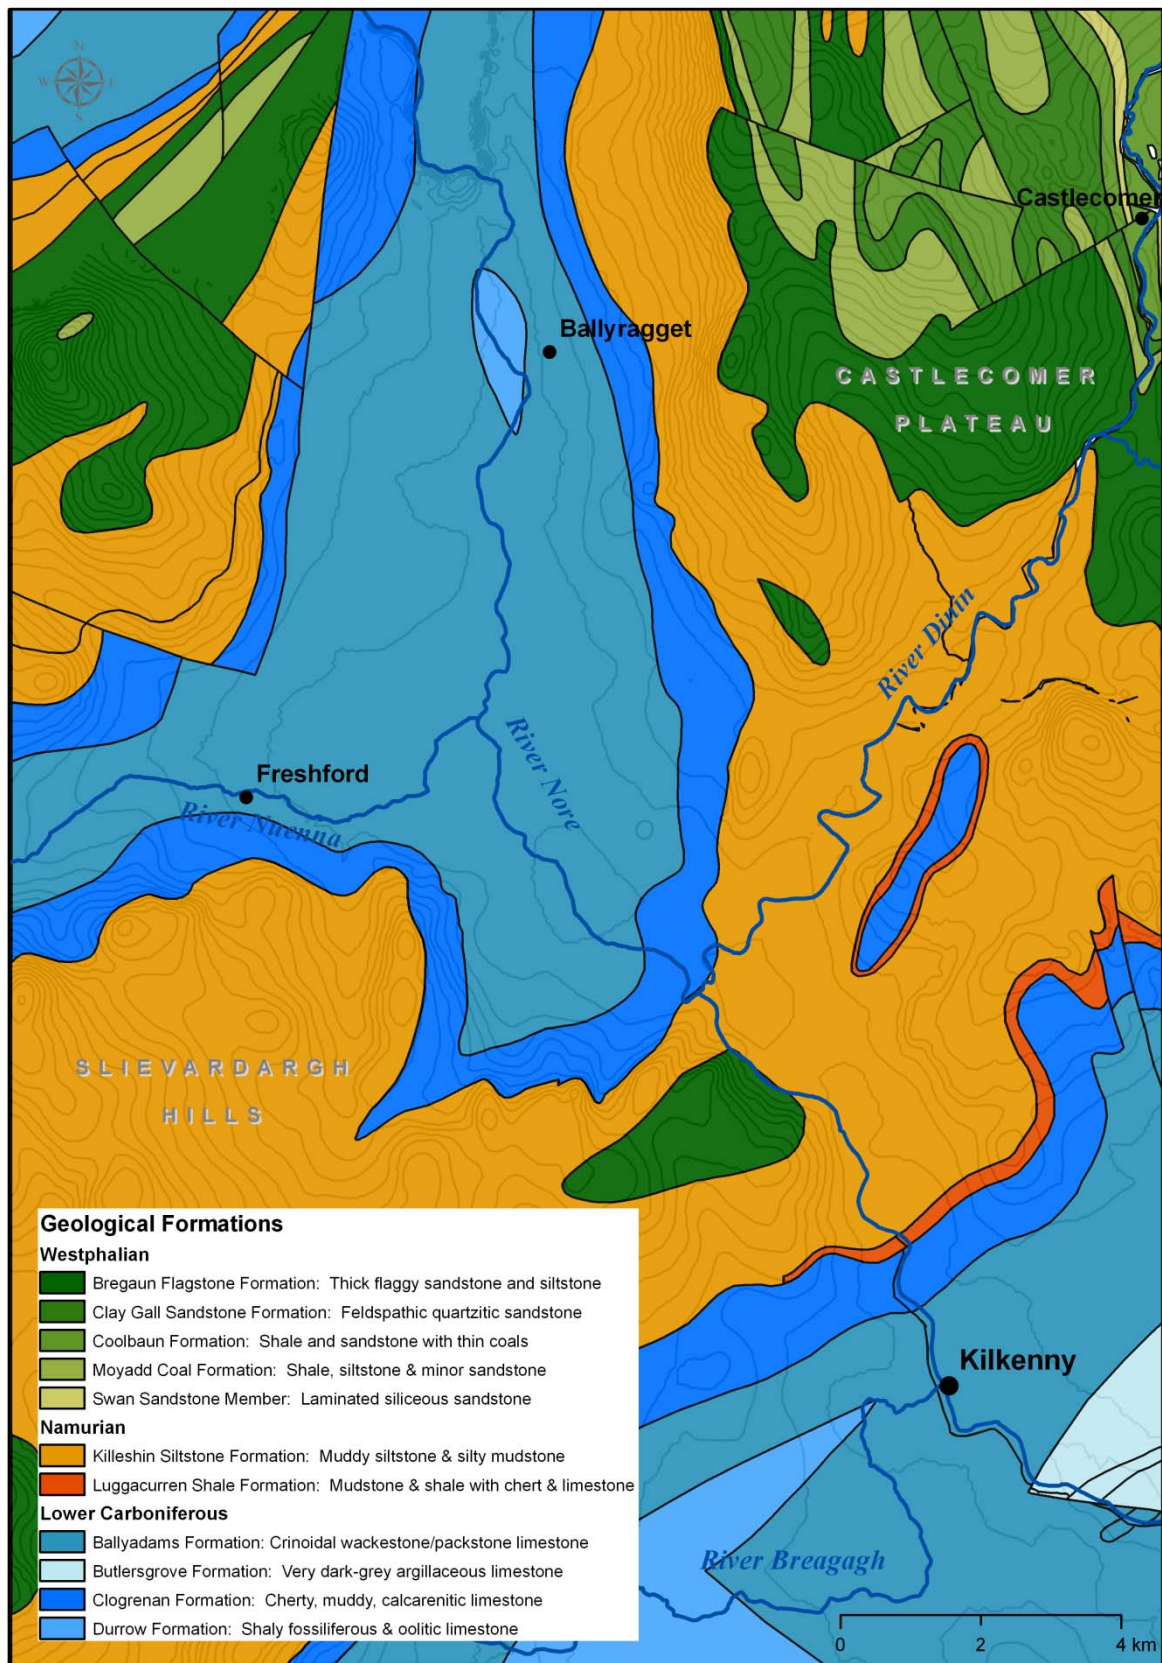 N
W E
S
Castlecomer
Ballyragget
CASTLECOMER
PLATEAU
River Dinin
River Nore
Freshford
River Nuenna
SLIEVARDARGH
HILLS
Geological Formations
Westphalian
Bregaun Flagstone Formation: Thick flaggy sandstone and siltstone
Clay Gall Sandstone Formation: Feldspathic quartzitic sandstone
Coolbaun Formation: Shale and sandstone with thin coals
Moyadd Coal Formation: Shale, siltstone & minor sandstone
Swan Sandstone Member: Laminated siliceous sandstone
Namurian
Killeshin Siltstone Formation: Muddy siltstone & silty mudstone
Luggacurren Shale Formation: Mudstone & shale with chert & limestone
Lower Carboniferous
Ballyadams Formation: Crinoidal wackestone/packstone limestone
Butlersgrove Formation: Very dark-grey argillaceous limestone
Clogrenan Formation: Cherty, muddy, calcarenitic limestone
Durrow Formation: Shaly fossiliferous & oolitic limestone
Kilkenny
River Breagagh
0 2 4 km